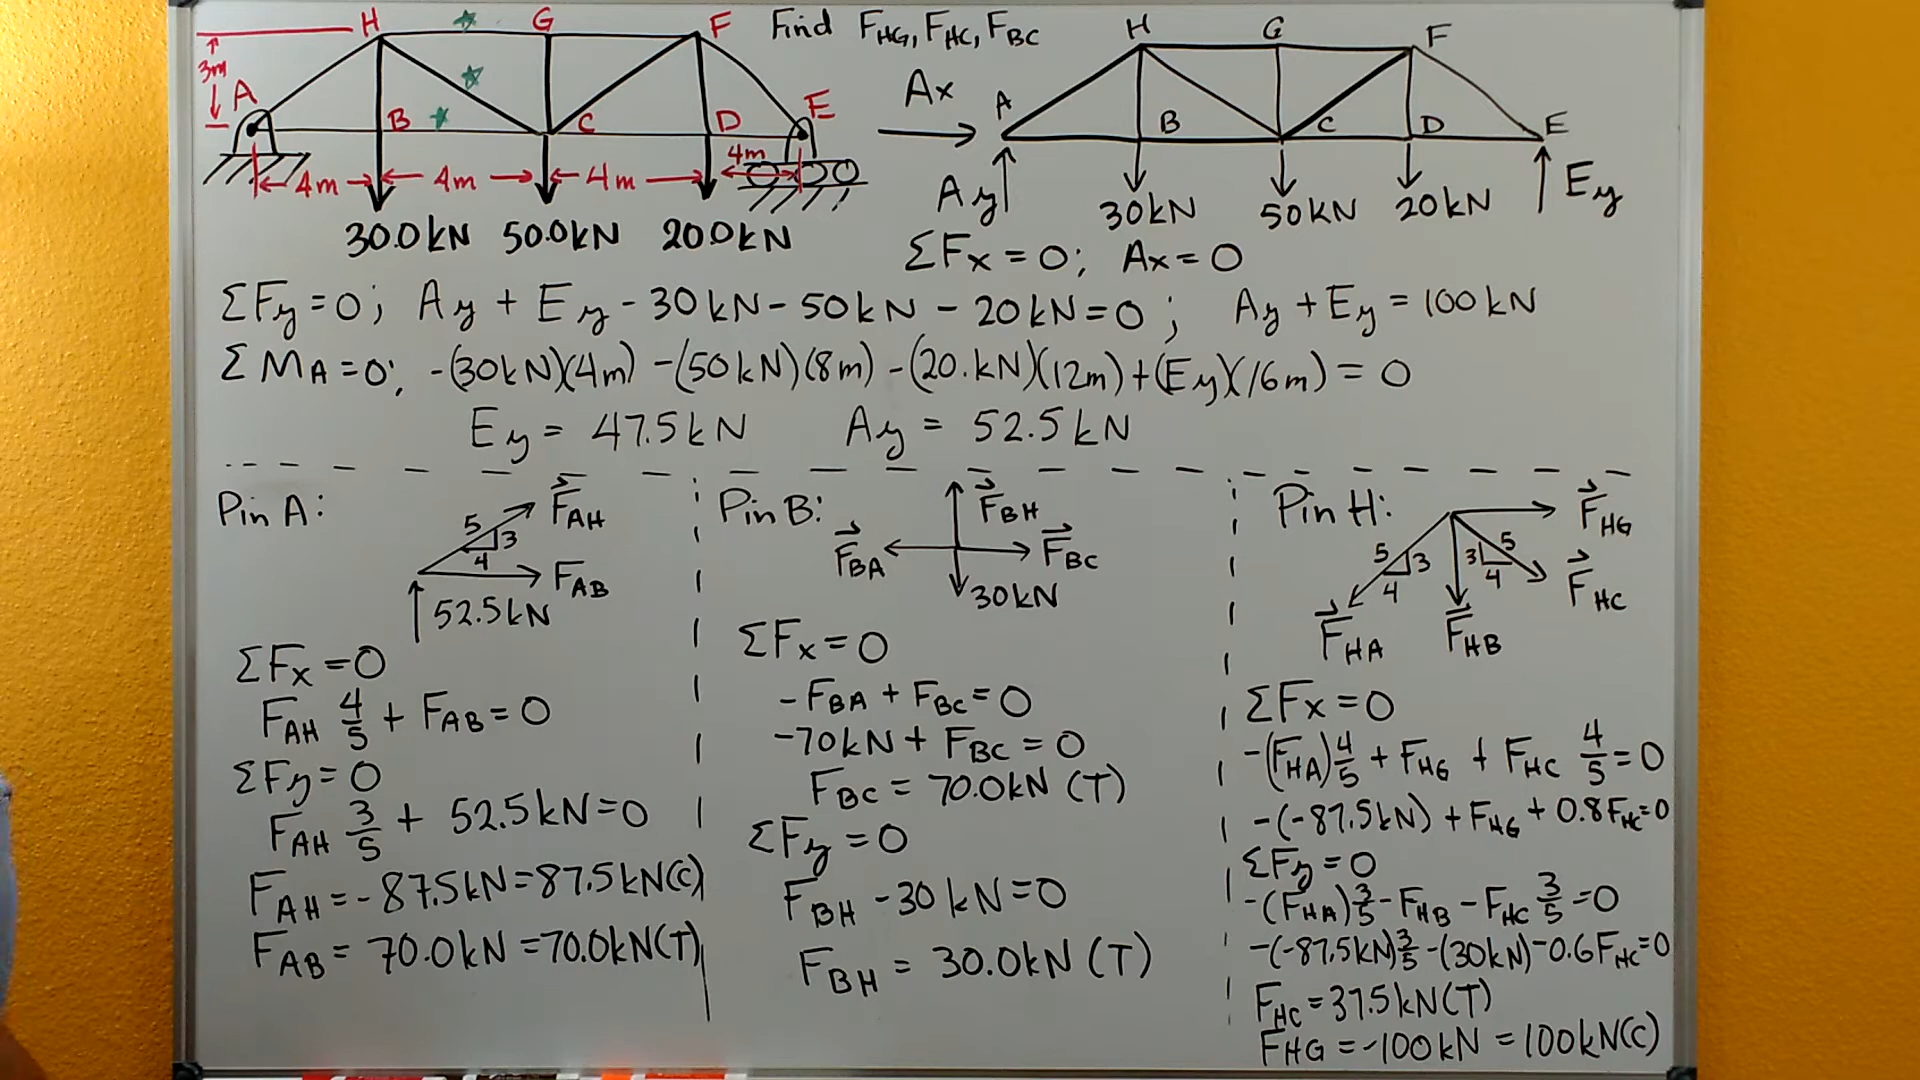 H G F Find F_HG, F_HC, F_BC H G F
3m A B C D E Ax A B C D E
4m 4m 4m 4m Ay 30kN 50kN 20kN Ey
30.0kN 50.0kN 20.0kN
ΣFx = 0; Ax = 0
ΣFy = 0; Ay + Ey - 30kN - 50kN - 20kN = 0; Ay + Ey = 100kN
ΣM_A = 0; -(30kN)(4m) - (50kN)(8m) - (20.kN)(12m) + (Ey)(16m) = 0
Ey = 47.5kN Ay = 52.5kN
Pin A:
F_AH
5 3 4
F_AB
52.5kN
ΣFx = 0
F_AH 4/5 + F_AB = 0
ΣFy = 0
F_AH 3/5 + 52.5kN = 0
F_AH = -87.5kN = 87.5kN(C)
F_AB = 70.0kN = 70.0kN(T)
Pin B:
F_BH
F_BA F_BC
30kN
ΣFx = 0
-F_BA + F_BC = 0
-70kN + F_BC = 0
F_BC = 70.0kN (T)
ΣFy = 0
F_BH - 30kN = 0
F_BH = 30.0kN (T)
Pin H:
F_HG
5 3 4 3 5 4
F_HC
F_HA F_HB
ΣFx = 0
-(F_HA)4/5 + F_HG + F_HC 4/5 = 0
-(-87.5kN) + F_HG + 0.8F_HC = 0
ΣFy = 0
-(F_HA)3/5 - F_HB - F_HC 3/5 = 0
-(-87.5kN)3/5 - (30kN) - 0.6F_HC = 0
F_HC = 37.5kN(T)
F_HG = -100kN = 100kN(C)